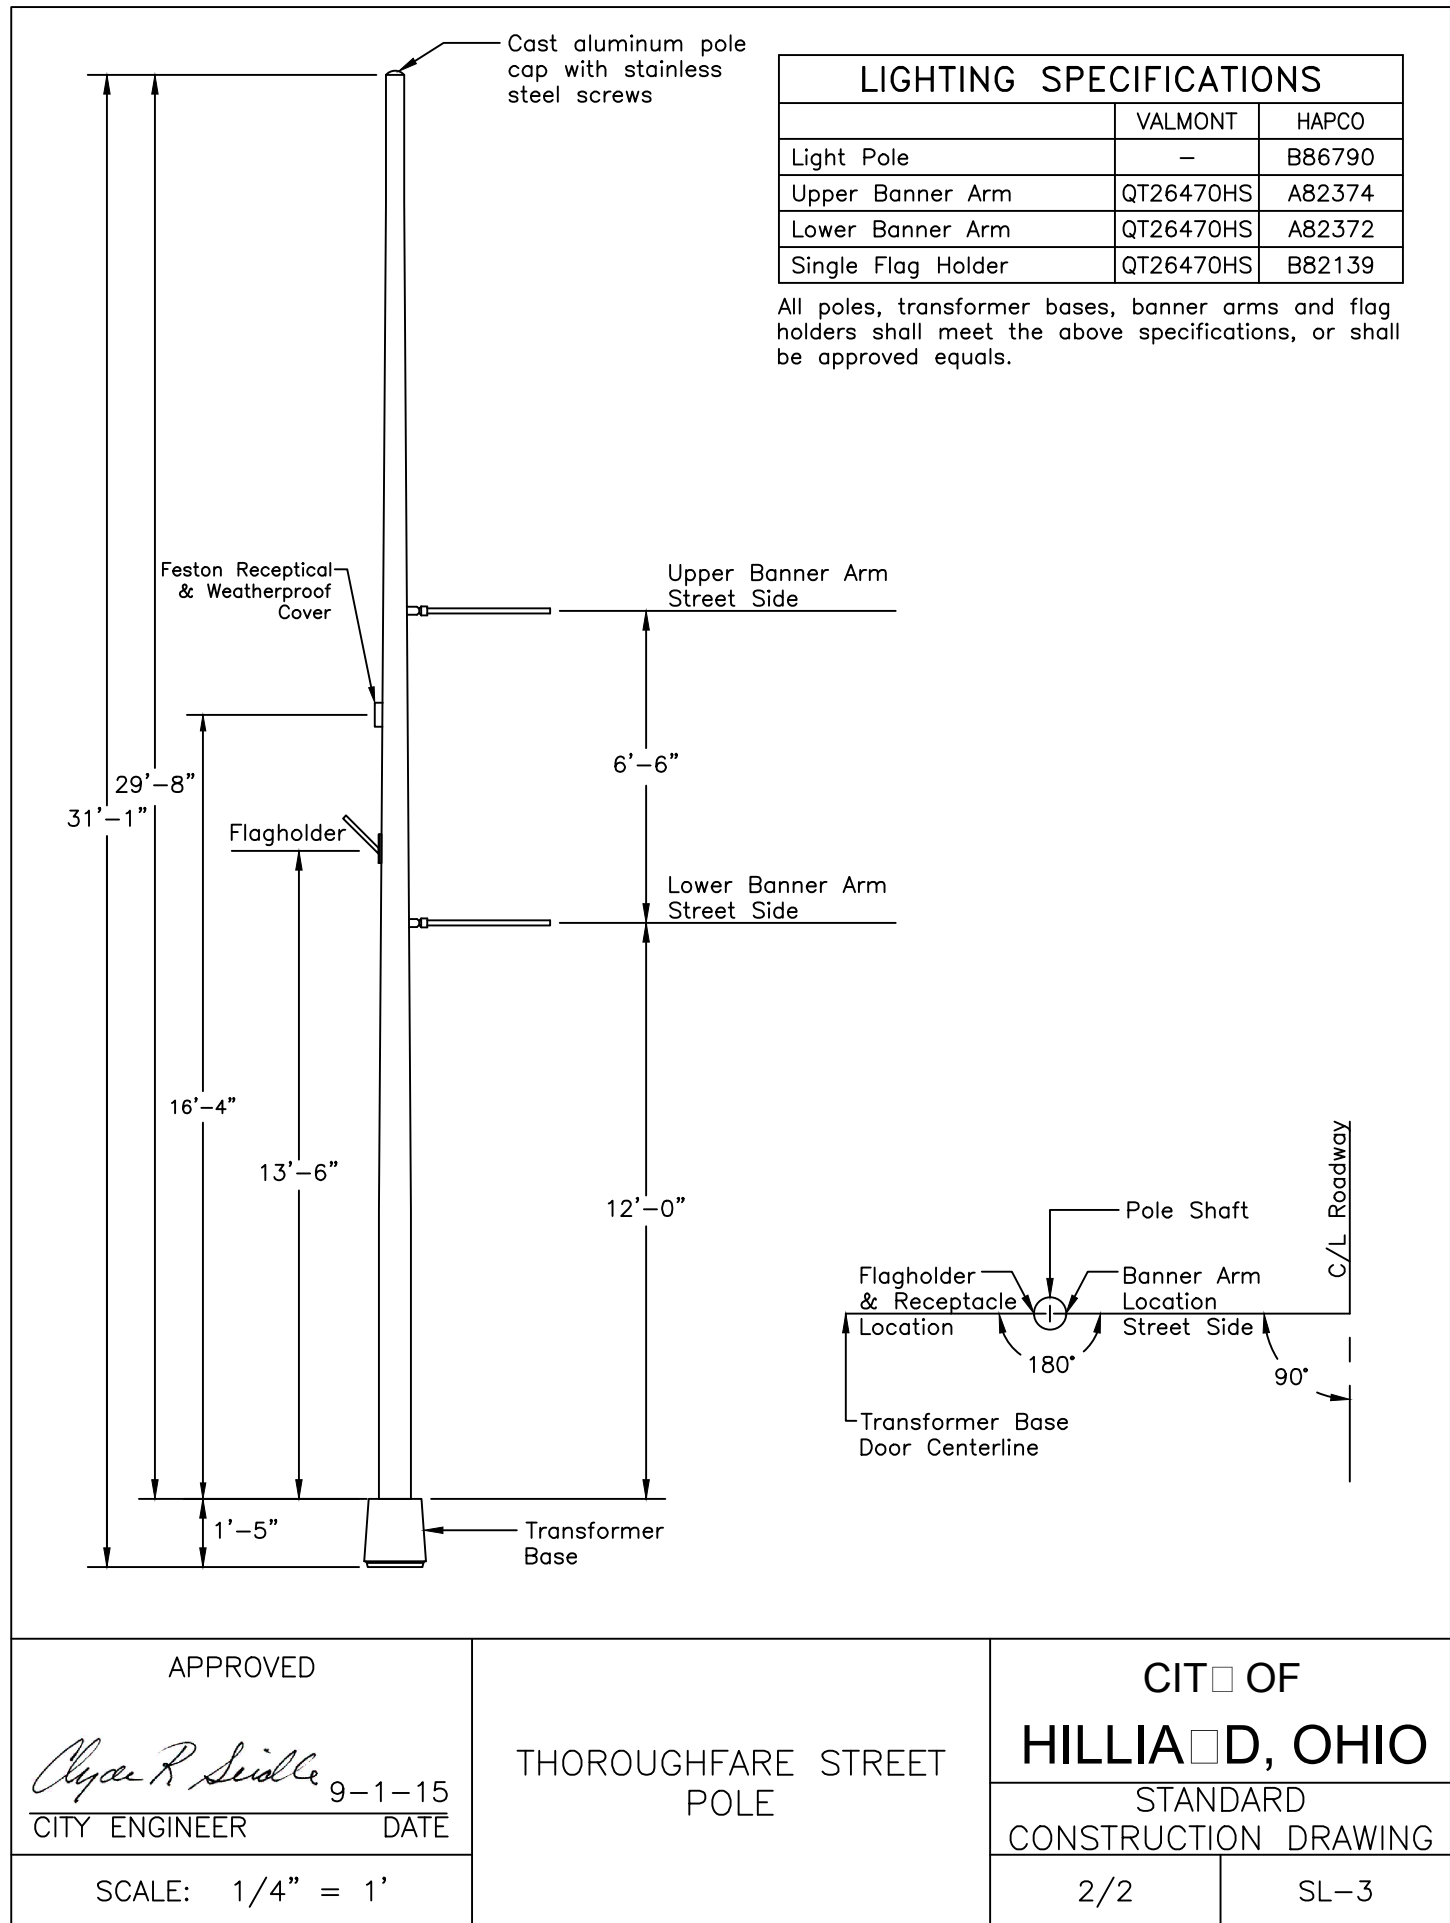 Cast aluminum pole
cap with stainless
steel screws
LIGHTING SPECIFICATIONS
VALMONT HAPCO
Light Pole – B86790
Upper Banner Arm QT26470HS A82374
Lower Banner Arm QT26470HS A82372
Single Flag Holder QT26470HS B82139
All poles, transformer bases, banner arms and flag
holders shall meet the above specifications, or shall
be approved equals.
Feston Receptical
& Weatherproof
Cover
Upper Banner Arm
Street Side
6'–6"
29'–8"
31'–1"
Flagholder
Lower Banner Arm
Street Side
16'–4"
13'–6"
12'–0"
1'–5"
Transformer
Base
C/L Roadway
Pole Shaft
Flagholder
& Receptacle
Location
Banner Arm
Location
Street Side
180°
90°
Transformer Base
Door Centerline
APPROVED
Clyde R Seidle 9–1–15
CITY ENGINEER DATE
SCALE: 1/4" = 1'
THOROUGHFARE STREET
POLE
CIT□ OF
HILLIA□D, OHIO
STANDARD
CONSTRUCTION DRAWING
2/2 SL–3